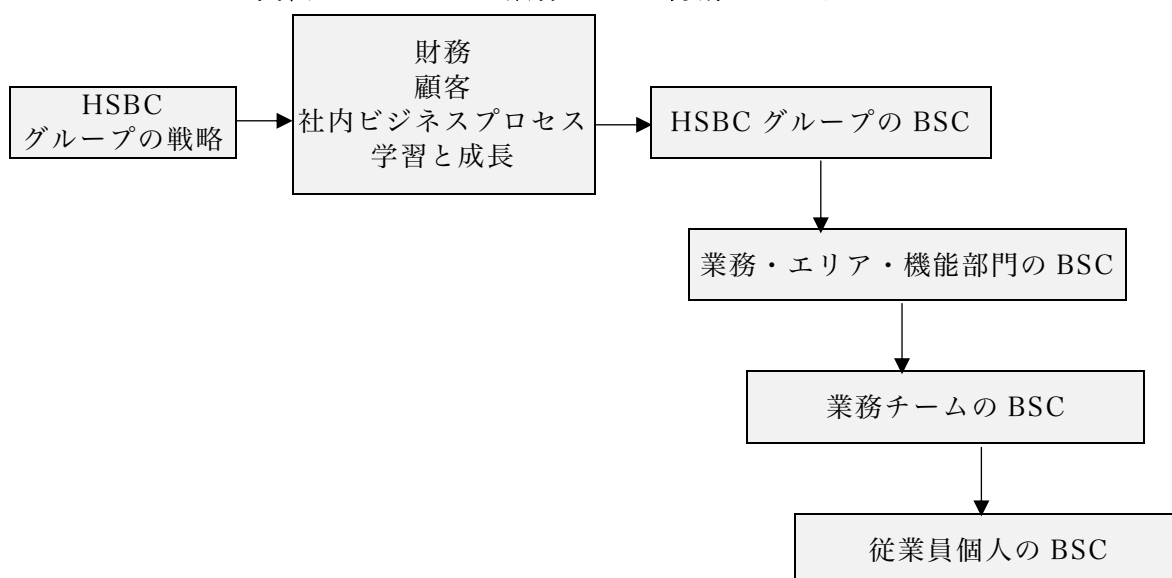 HSBC
グループの戦略
財務
顧客
社内ビジネスプロセス
学習と成長
HSBC グループの BSC
業務・エリア・機能部門の BSC
業務チームの BSC
従業員個人の BSC